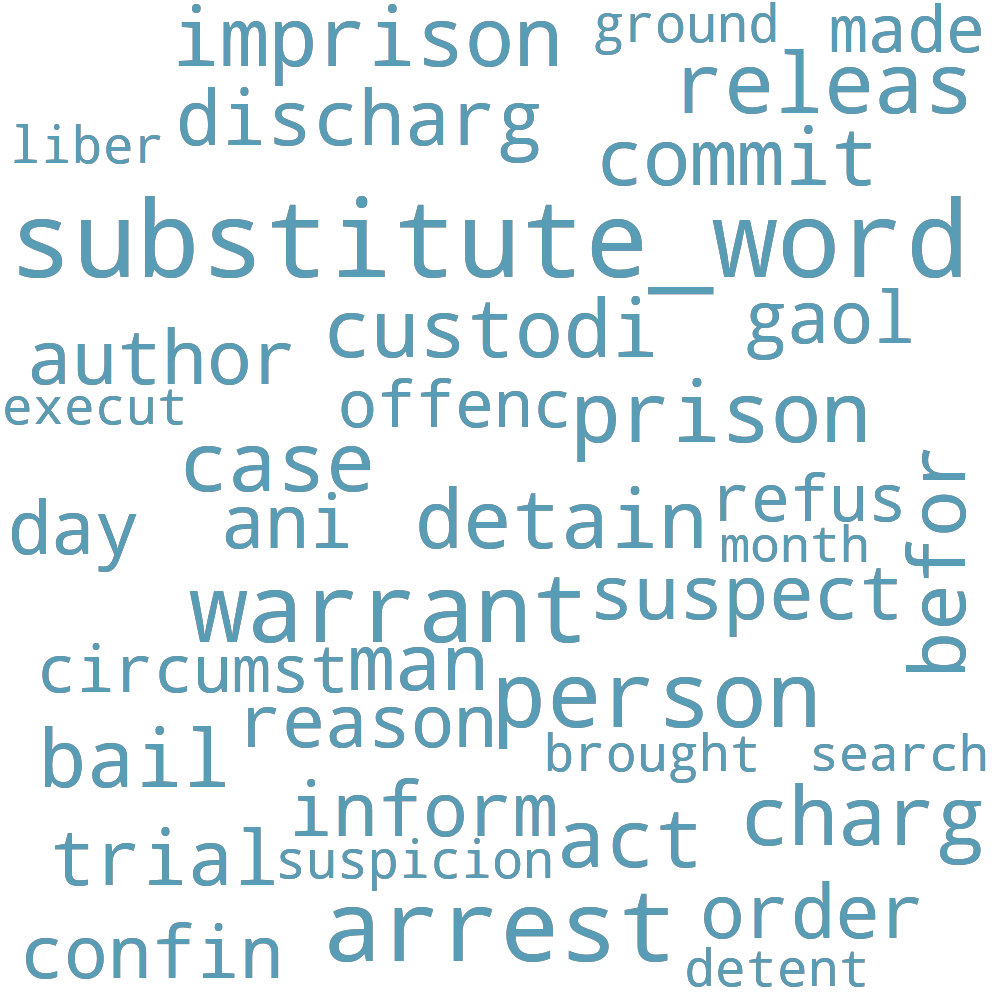 imprison
ground
made
releas
discharg
liber
commit
substitute_word
custodi
gaol
author
execut
offenc
prison
case
befor
day
ani
detain
refus
month
warrant
suspect
circumst
man
person
reason
bail
brought
search
inform
charg
act
trial
suspicion
arrest
order
confin
detent